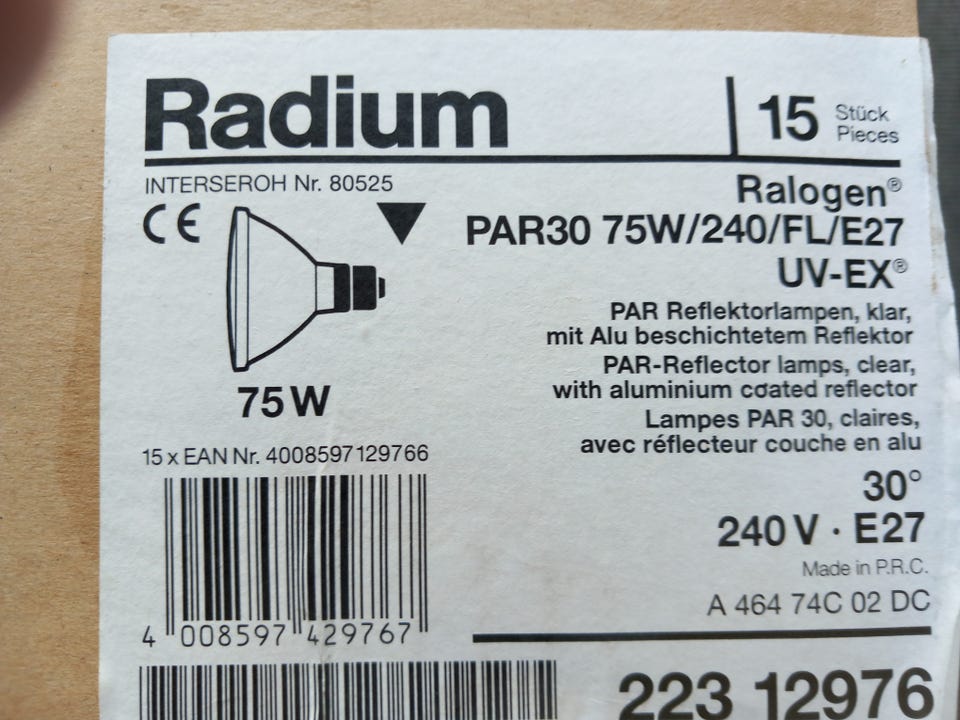 Radium
15 Stück
Pieces
INTERSEROH Nr. 80525
CE
Ralogen®
PAR30 75W/240/FL/E27
UV-EX®
PAR Reflektorlampen, klar,
mit Alu beschichtetem Reflektor
PAR-Reflector lamps, clear,
with aluminium coated reflector
Lampes PAR 30, claires,
avec réflecteur couche en alu
75 W
15 x EAN Nr. 4008597129766
30°
240 V · E27
Made in P.R.C.
A 464 74C 02 DC
4 008597 429767
223 12976